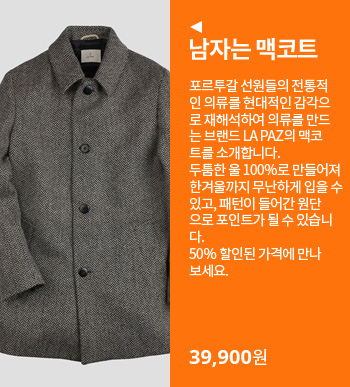 ◀
남자는 맥코트
포르투갈 선원들의 전통적
인 의류를 현대적인 감각으
로 재해석하여 의류를 만드
는 브랜드 LA PAZ의 맥코
트를 소개합니다.
두툼한 울 100%로 만들어져
한겨울까지 무난하게 입을 수
있고, 패턴이 들어간 원단
으로 포인트가 될 수 있습니
다.
50% 할인된 가격에 만나
보세요.
39,900원